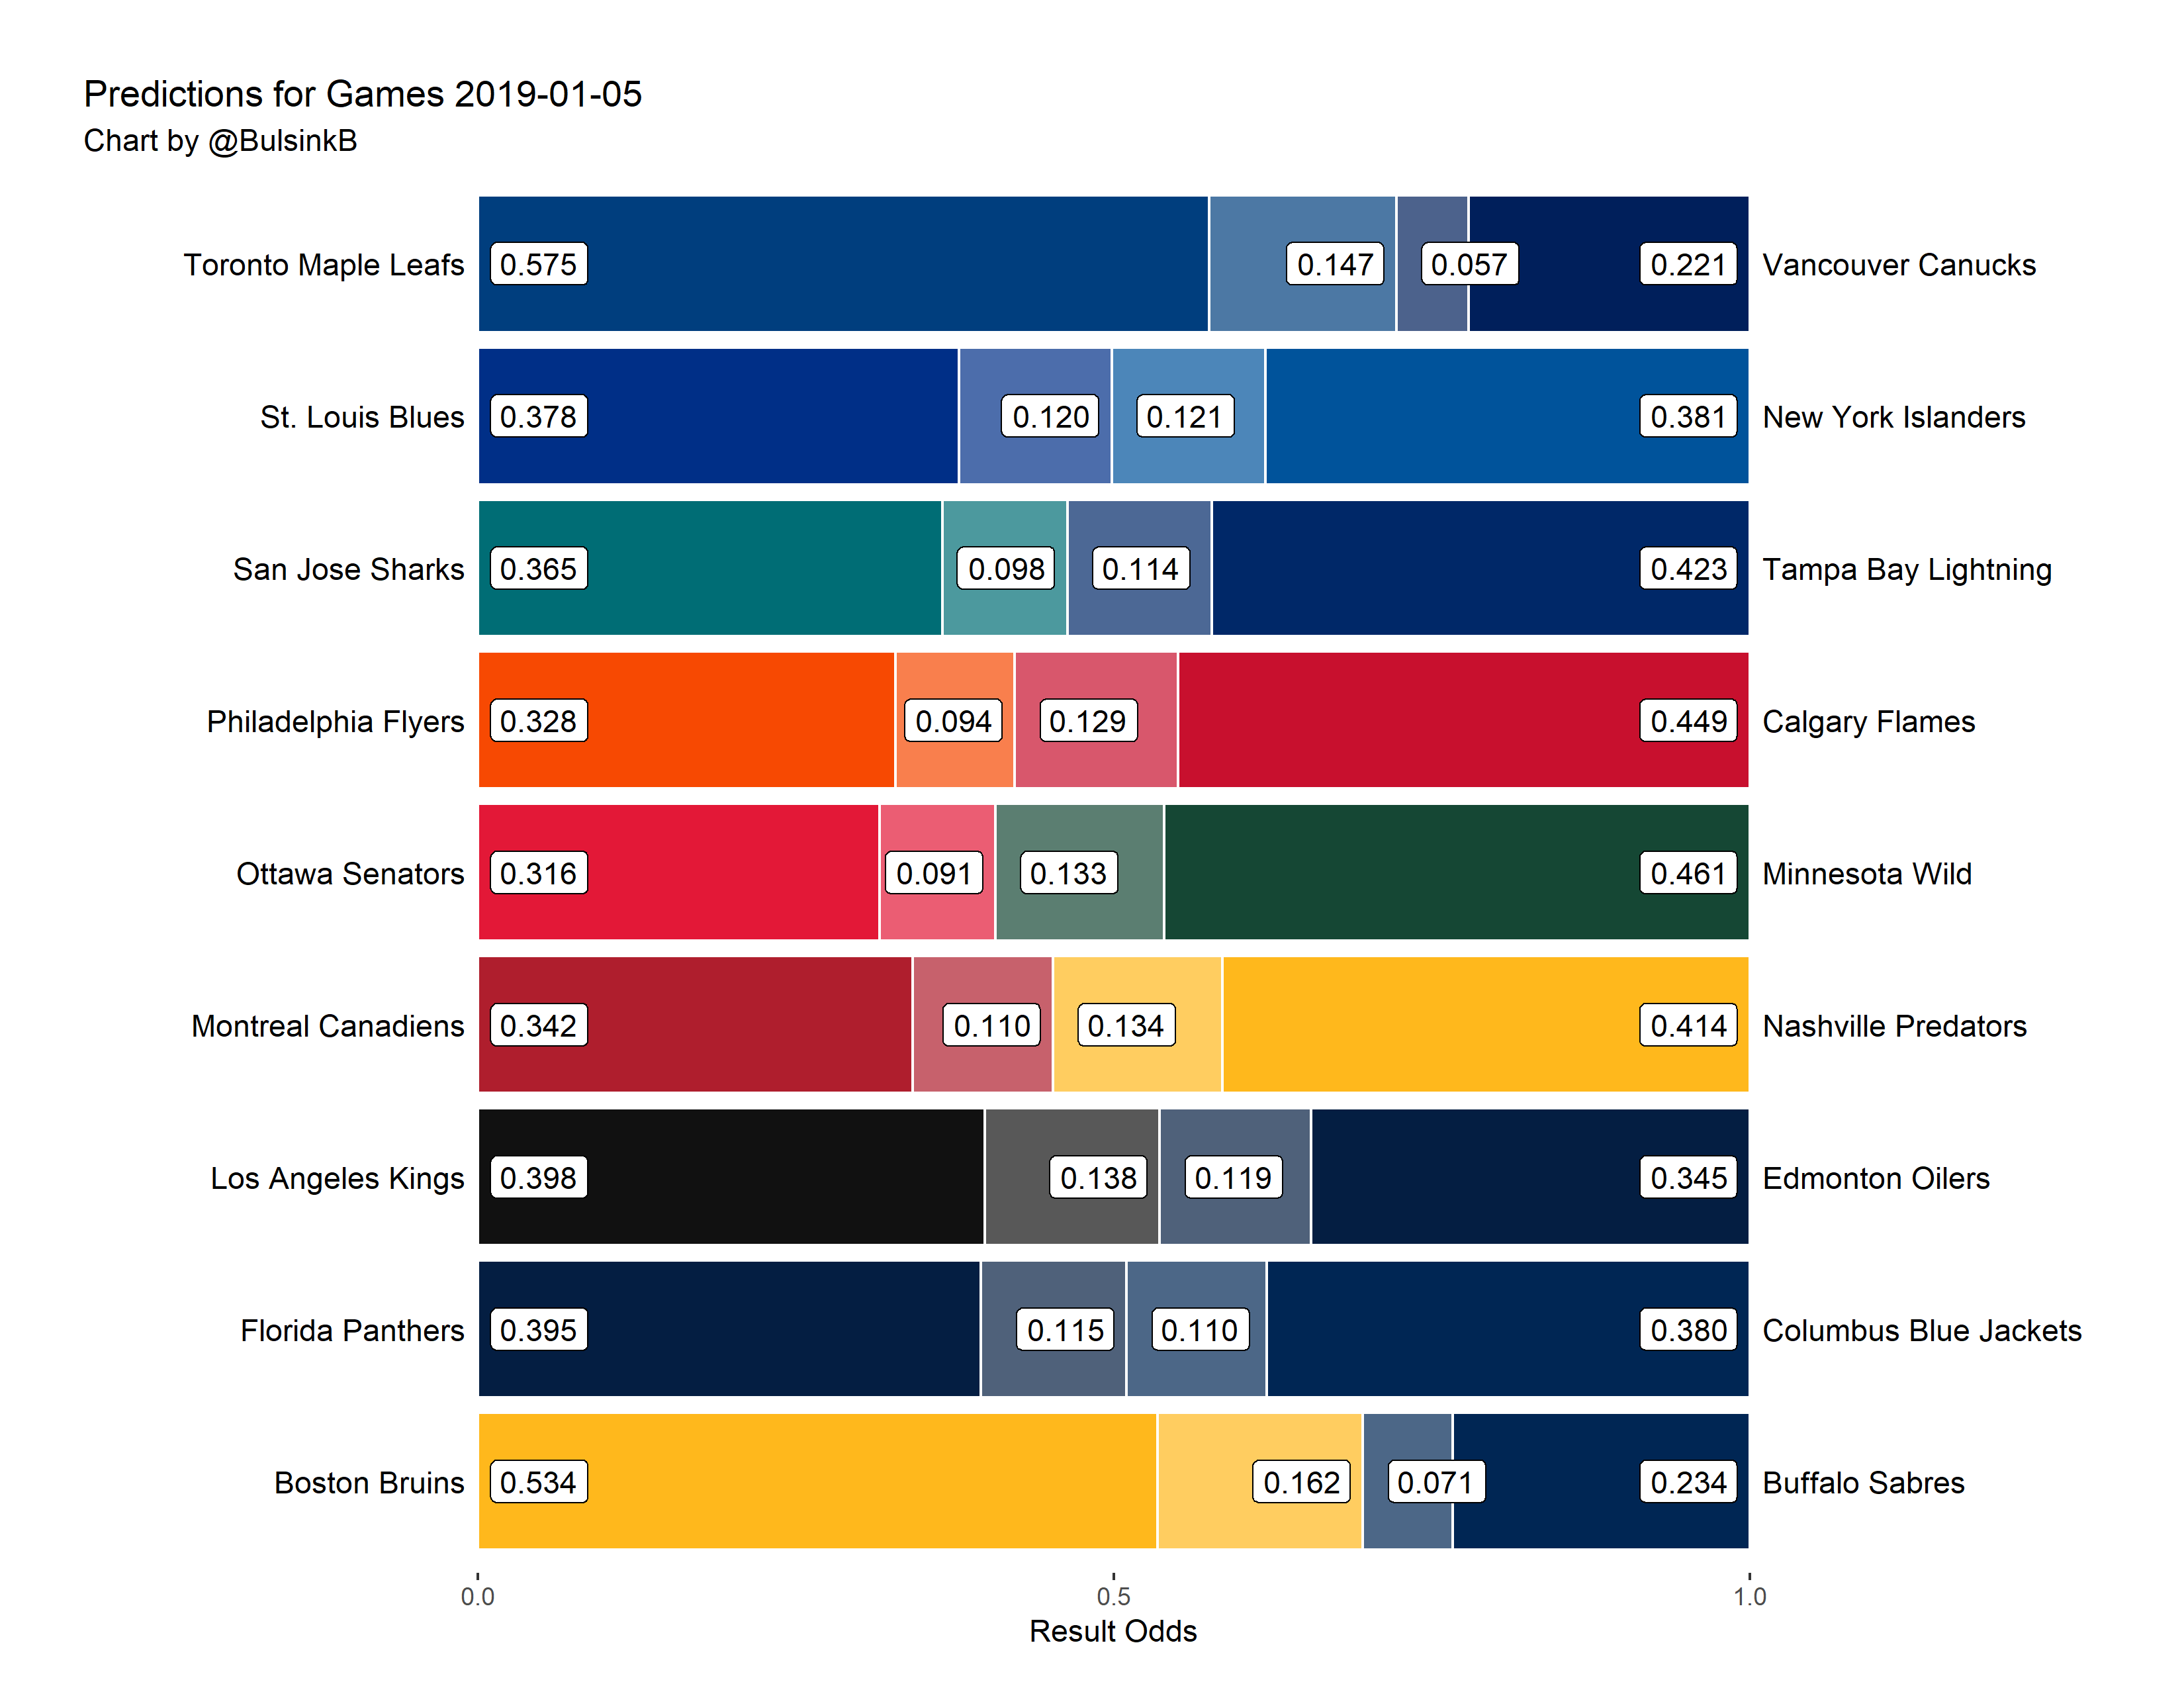 Predictions for Games 2019-01-05
Chart by @BulsinkB
Toronto Maple Leafs 0.575 0.147 0.057 0.221 Vancouver Canucks
St. Louis Blues 0.378 0.120 0.121 0.381 New York Islanders
San Jose Sharks 0.365 0.098 0.114 0.423 Tampa Bay Lightning
Philadelphia Flyers 0.328 0.094 0.129 0.449 Calgary Flames
Ottawa Senators 0.316 0.091 0.133 0.461 Minnesota Wild
Montreal Canadiens 0.342 0.110 0.134 0.414 Nashville Predators
Los Angeles Kings 0.398 0.138 0.119 0.345 Edmonton Oilers
Florida Panthers 0.395 0.115 0.110 0.380 Columbus Blue Jackets
Boston Bruins 0.534 0.162 0.071 0.234 Buffalo Sabres
0.0 0.5 1.0
Result Odds